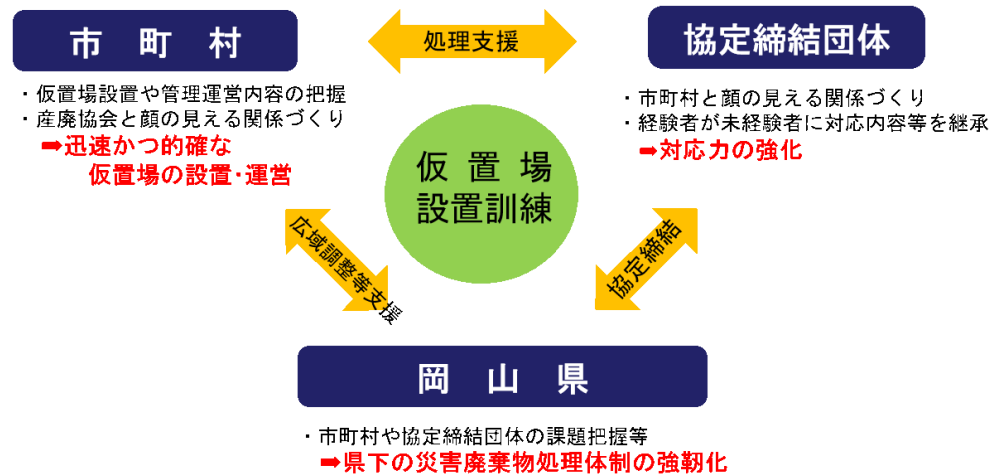 市町村
処理支援
協定締結団体
・仮置場設置や管理運営内容の把握
・産廃協会と顔の見える関係づくり
➡迅速かつ的確な
仮置場の設置・運営
・市町村と顔の見える関係づくり
・経験者が未経験者に対応内容等を継承
➡対応力の強化
仮置場
設置訓練
広域調整等支援
協定締結
岡山県
・市町村や協定締結団体の課題把握等
➡県下の災害廃棄物処理体制の強靭化